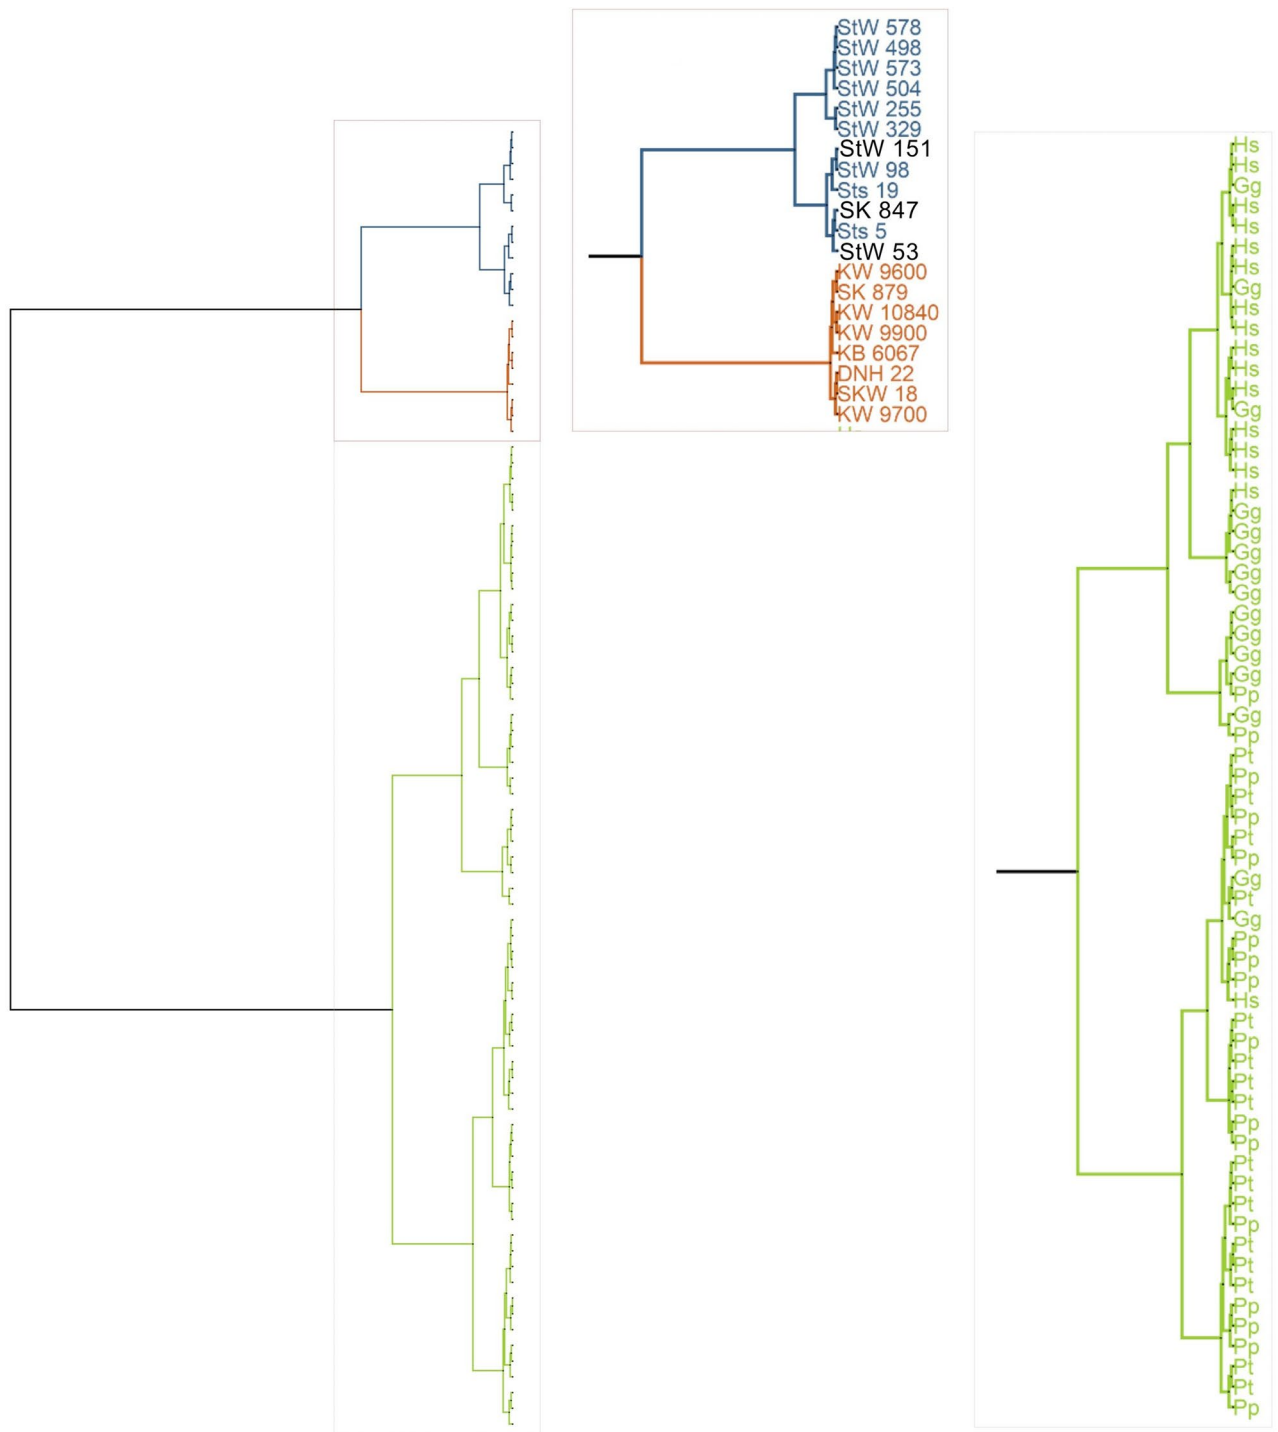 StW 578
StW 498
StW 573
StW 504
StW 255
StW 329
StW 151
StW 98
Sts 19
SK 847
Sts 5
StW 53
KW 9600
SK 879
KW 10840
KW 9900
KB 6067
DNH 22
SKW 18
KW 9700
Hs
Hs
Gg
Hs
Hs
Hs
Hs
Gg
Hs
Hs
Hs
Hs
Hs
Gg
Hs
Hs
Hs
Hs
Gg
Gg
Gg
Gg
Gg
Gg
Gg
Gg
Gg
Pp
Gg
Pp
Pt
Pp
Pt
Pp
Pt
Pp
Gg
Pt
Gg
Pp
Pp
Pp
Hs
Pt
Pp
Pt
Pt
Pt
Pp
Pp
Pt
Pt
Pt
Pp
Pt
Pt
Pt
Pp
Pp
Pp
Pt
Pt
Pp